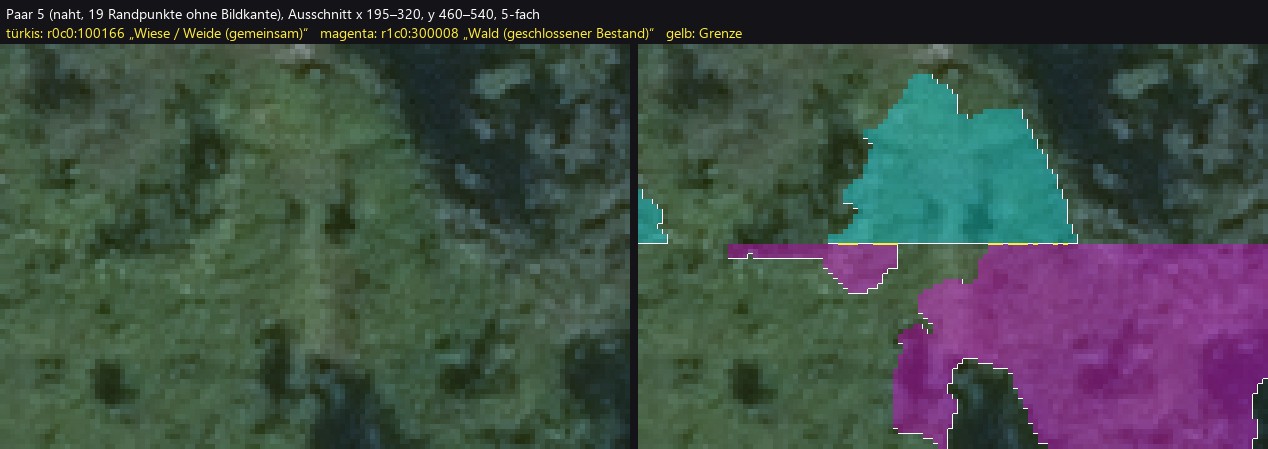 Paar 5 (naht, 19 Randpunkte ohne Bildkante), Ausschnitt x 195–320, y 460–540, 5-fach
türkis: r0c0:100166 „Wiese / Weide (gemeinsam)“ magenta: r1c0:300008 „Wald (geschlossener Bestand)“ gelb: Grenze